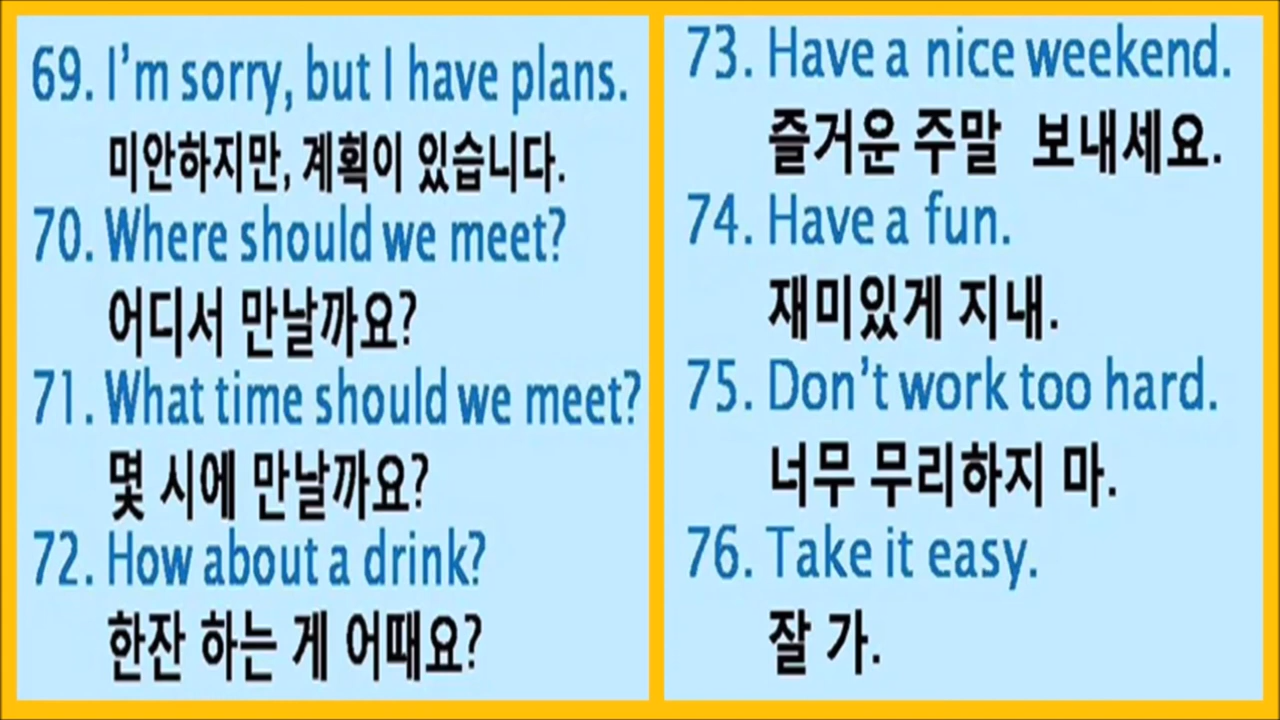 69. I'm sorry, but I have plans.
미안하지만, 계획이 있습니다.
70. Where should we meet?
어디서 만날까요?
71. What time should we meet?
몇 시에 만날까요?
72. How about a drink?
한잔 하는 게 어때요?
73. Have a nice weekend.
즐거운 주말 보내세요.
74. Have a fun.
재미있게 지내.
75. Don't work too hard.
너무 무리하지 마.
76. Take it easy.
잘 가.